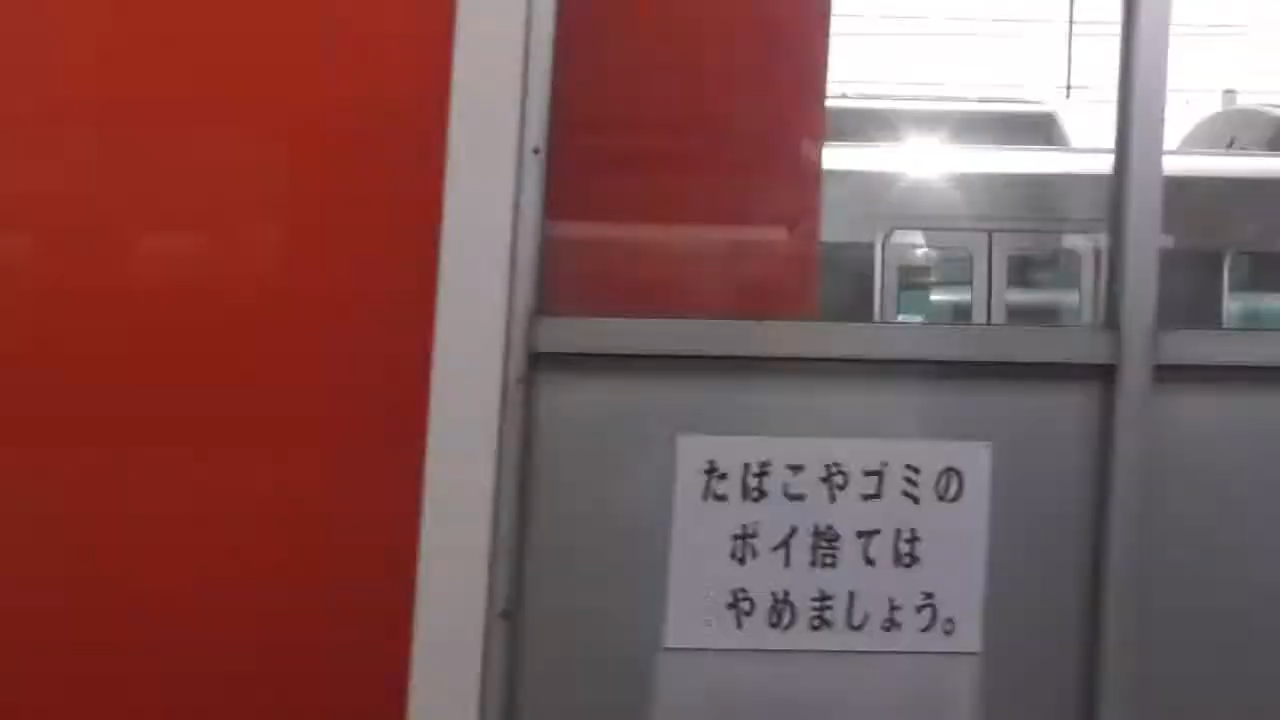 たばこやゴミの
ポイ捨ては
やめましょう。